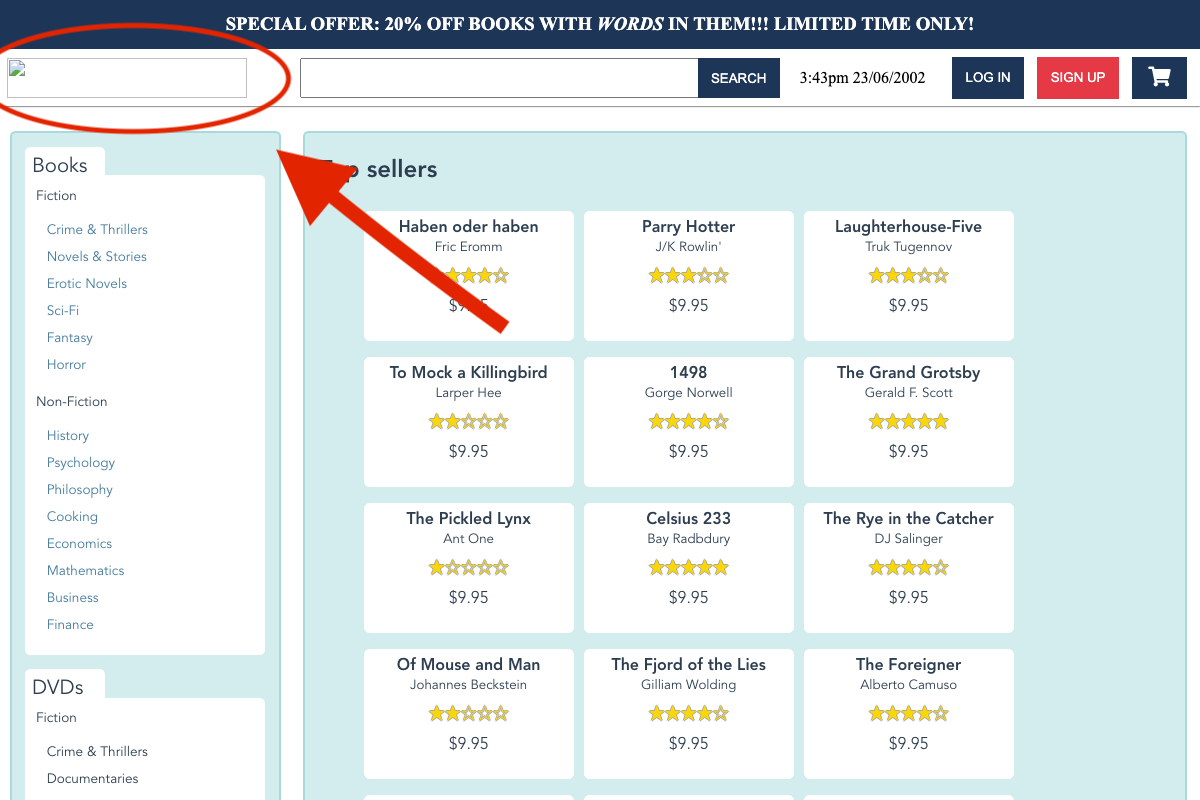 SPECIAL OFFER: 20% OFF BOOKS WITH WORDS IN THEM!!! LIMITED TIME ONLY!
SEARCH
3:43pm 23/06/2002
LOG IN
SIGN UP
Books
Fiction
Crime & Thrillers
Novels & Stories
Erotic Novels
Sci-Fi
Fantasy
Horror
Non-Fiction
History
Psychology
Philosophy
Cooking
Economics
Mathematics
Business
Finance
DVDs
Fiction
Crime & Thrillers
Documentaries
Top sellers
Haben oder haben
Fric Eromm
$9.95
Parry Hotter
J/K Rowlin'
$9.95
Laughterhouse-Five
Truk Tugennov
$9.95
To Mock a Killingbird
Larper Hee
$9.95
1498
Gorge Norwell
$9.95
The Grand Grotsby
Gerald F. Scott
$9.95
The Pickled Lynx
Ant One
$9.95
Celsius 233
Bay Radbdury
$9.95
The Rye in the Catcher
DJ Salinger
$9.95
Of Mouse and Man
Johannes Beckstein
$9.95
The Fjord of the Lies
Gilliam Wolding
$9.95
The Foreigner
Alberto Camuso
$9.95